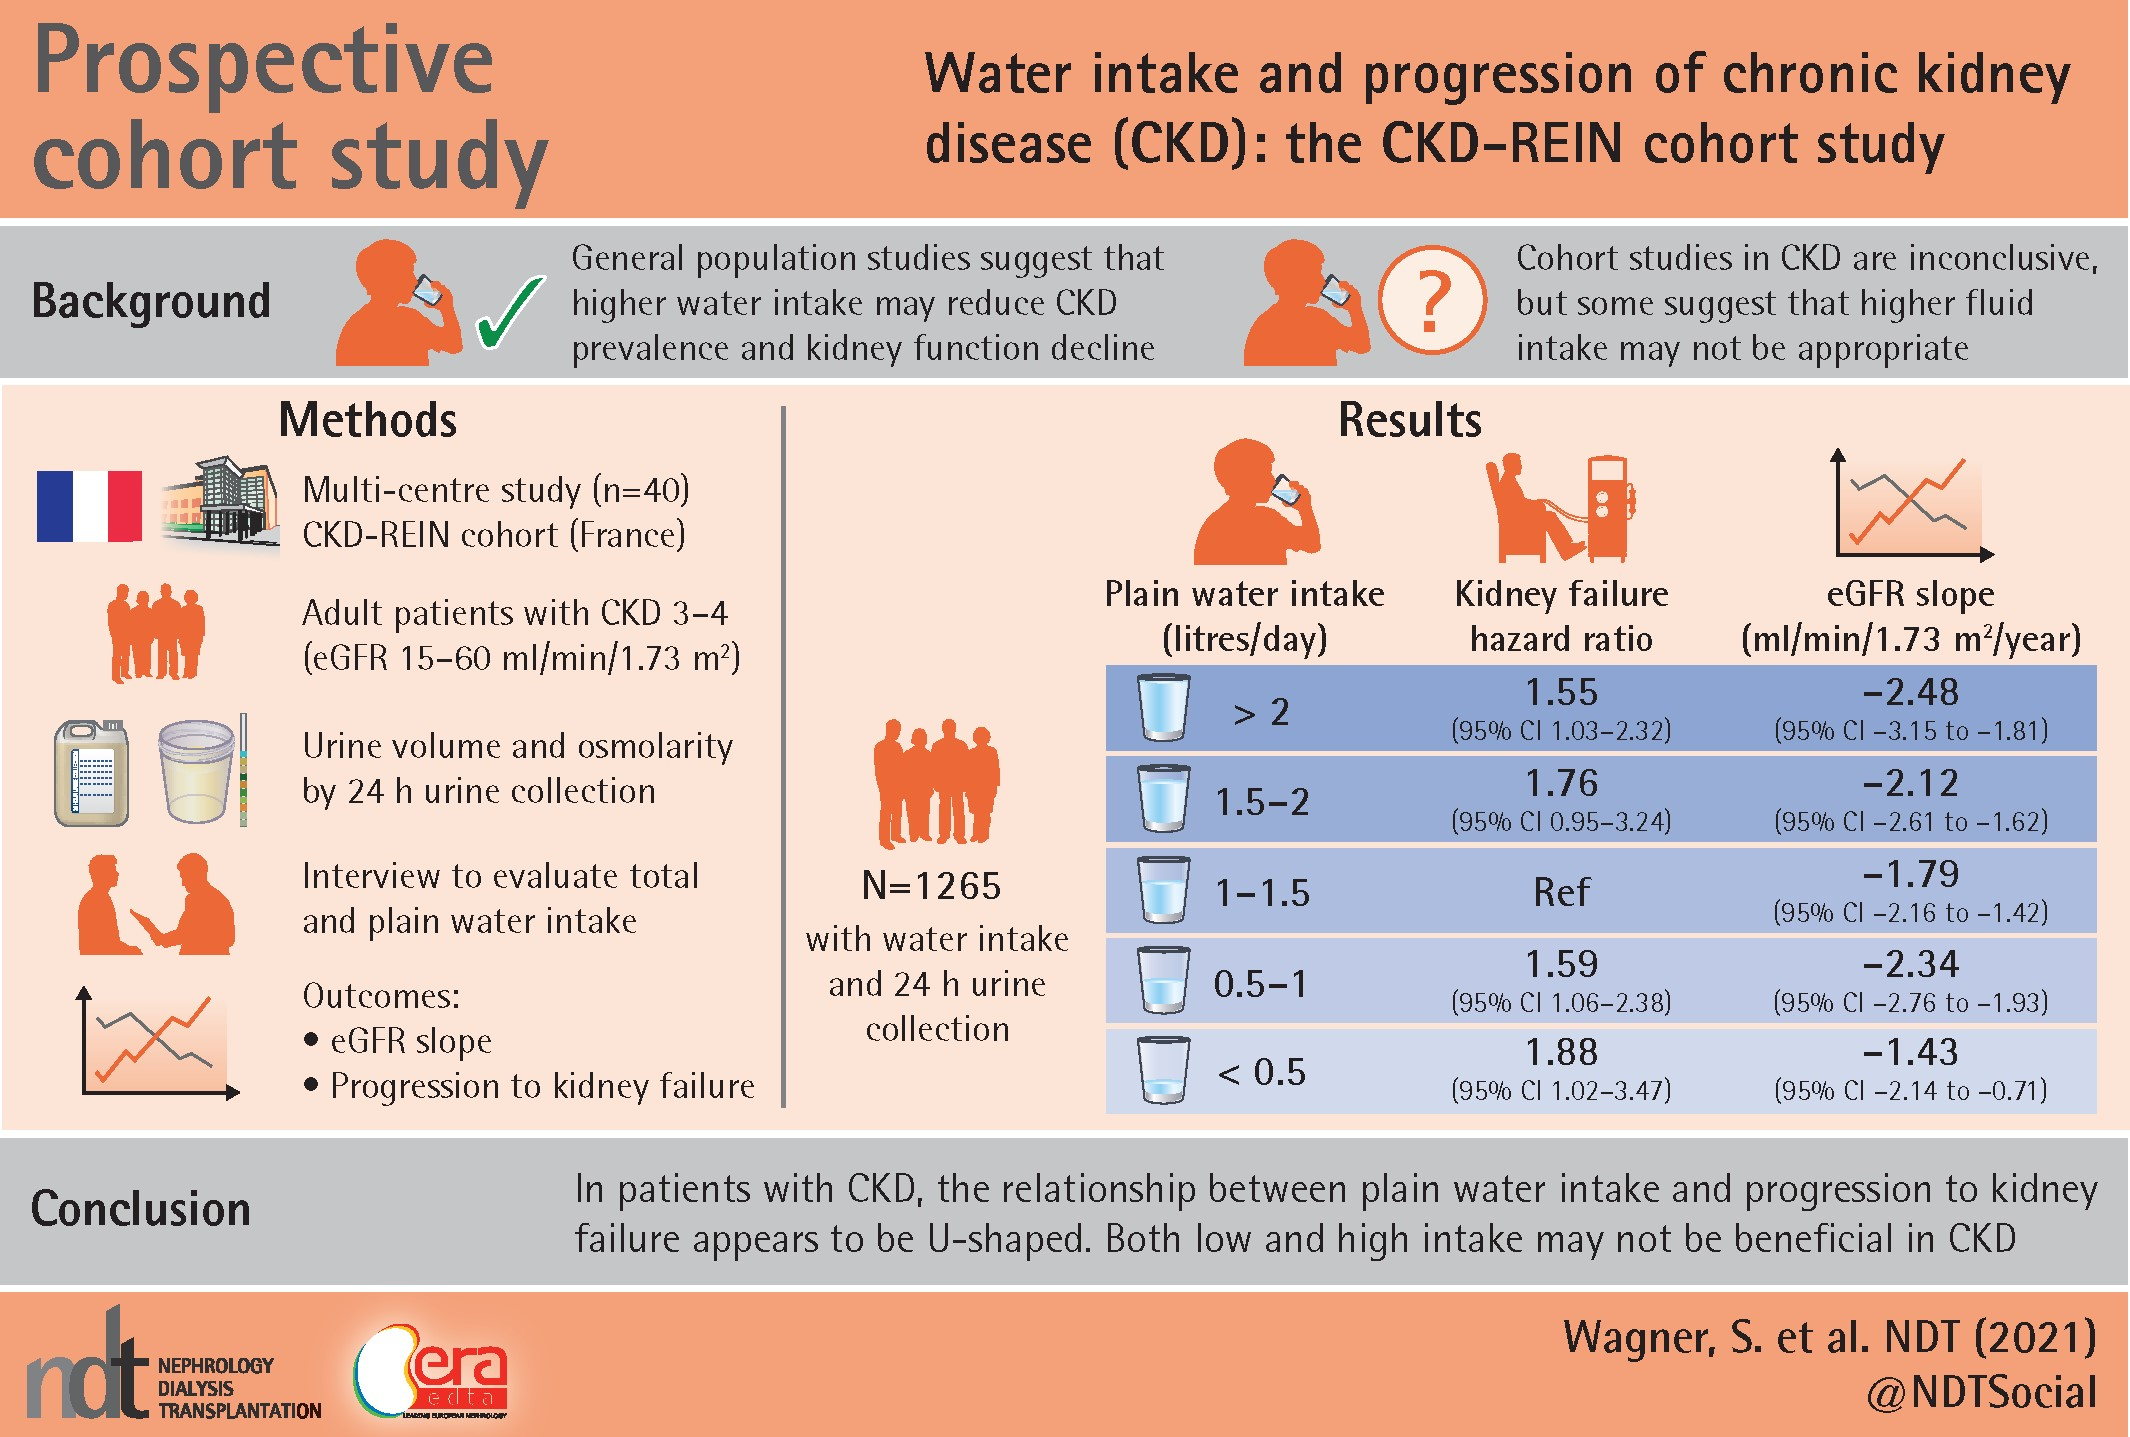 Prospective
cohort study
Water intake and progression of chronic kidney
disease (CKD): the CKD-REIN cohort study
Background
General population studies suggest that
higher water intake may reduce CKD
prevalence and kidney function decline
?
Cohort studies in CKD are inconclusive,
but some suggest that higher fluid
intake may not be appropriate
Methods
Multi-centre study (n=40)
CKD-REIN cohort (France)
Adult patients with CKD 3–4
(eGFR 15–60 ml/min/1.73 m²)
Urine volume and osmolarity
by 24 h urine collection
Interview to evaluate total
and plain water intake
Outcomes:
• eGFR slope
• Progression to kidney failure
Results
N=1265
with water intake
and 24 h urine
collection
Plain water intake
(litres/day)
Kidney failure
hazard ratio
eGFR slope
(ml/min/1.73 m²/year)
> 2
1.55
(95% CI 1.03–2.32)
–2.48
(95% CI –3.15 to –1.81)
1.5–2
1.76
(95% CI 0.95–3.24)
–2.12
(95% CI –2.61 to –1.62)
1–1.5
Ref
–1.79
(95% CI –2.16 to –1.42)
0.5–1
1.59
(95% CI 1.06–2.38)
–2.34
(95% CI –2.76 to –1.93)
< 0.5
1.88
(95% CI 1.02–3.47)
–1.43
(95% CI –2.14 to –0.71)
Conclusion
In patients with CKD, the relationship between plain water intake and progression to kidney
failure appears to be U-shaped. Both low and high intake may not be beneficial in CKD
ndt
NEPHROLOGY
DIALYSIS
TRANSPLANTATION
era
edta
LEADING EUROPEAN NEPHROLOGY
Wagner, S. et al. NDT (2021)
@NDTSocial